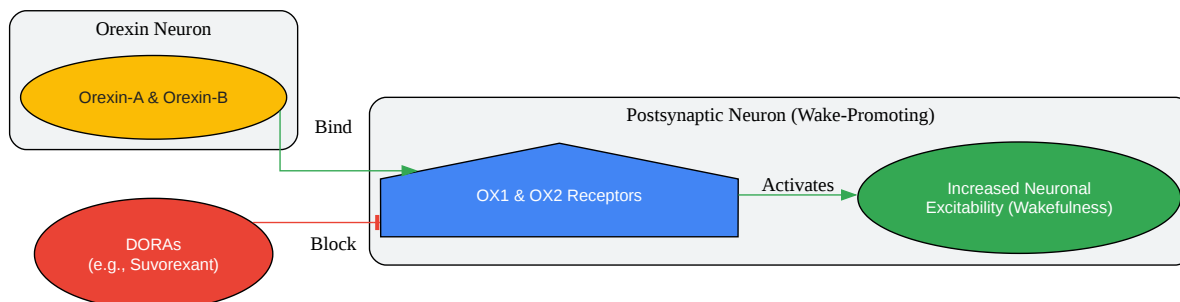 Orexin Neuron
Orexin-A & Orexin-B
Bind
Postsynaptic Neuron (Wake-Promoting)
OX1 & OX2 Receptors
Activates
Increased Neuronal
Excitability (Wakefulness)
DORAs
(e.g., Suvorexant)
Block